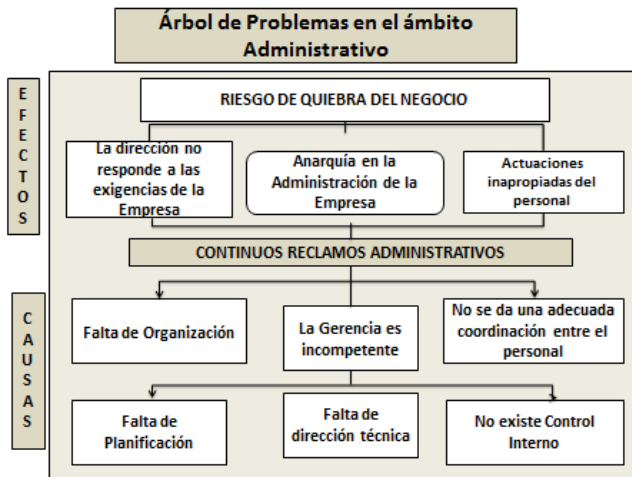 Árbol de Problemas en el ámbito
Administrativo
EFECTOS
RIESGO DE QUIEBRA DEL NEGOCIO
La dirección no
responde a las
exigencias de la
Empresa
Anarquía en la
Administración de la
Empresa
Actuaciones
inapropiadas del
personal
CONTINUOS RECLAMOS ADMINISTRATIVOS
CAUSAS
Falta de Organización
La Gerencia es
incompetente
No se da una adecuada
coordinación entre el
personal
Falta de
Planificación
Falta de
dirección técnica
No existe Control
Interno